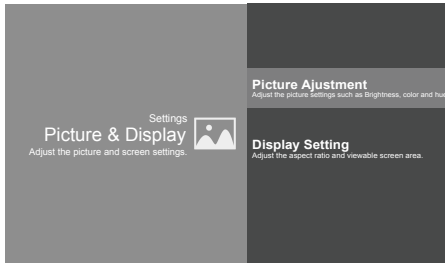 Settings
Picture & Display
Adjust the picture and screen settings.
Picture Ajustment
Adjust the picture settings such as Brightness, color and hue
Display Setting
Adjust the aspect ratio and viewable screen area.